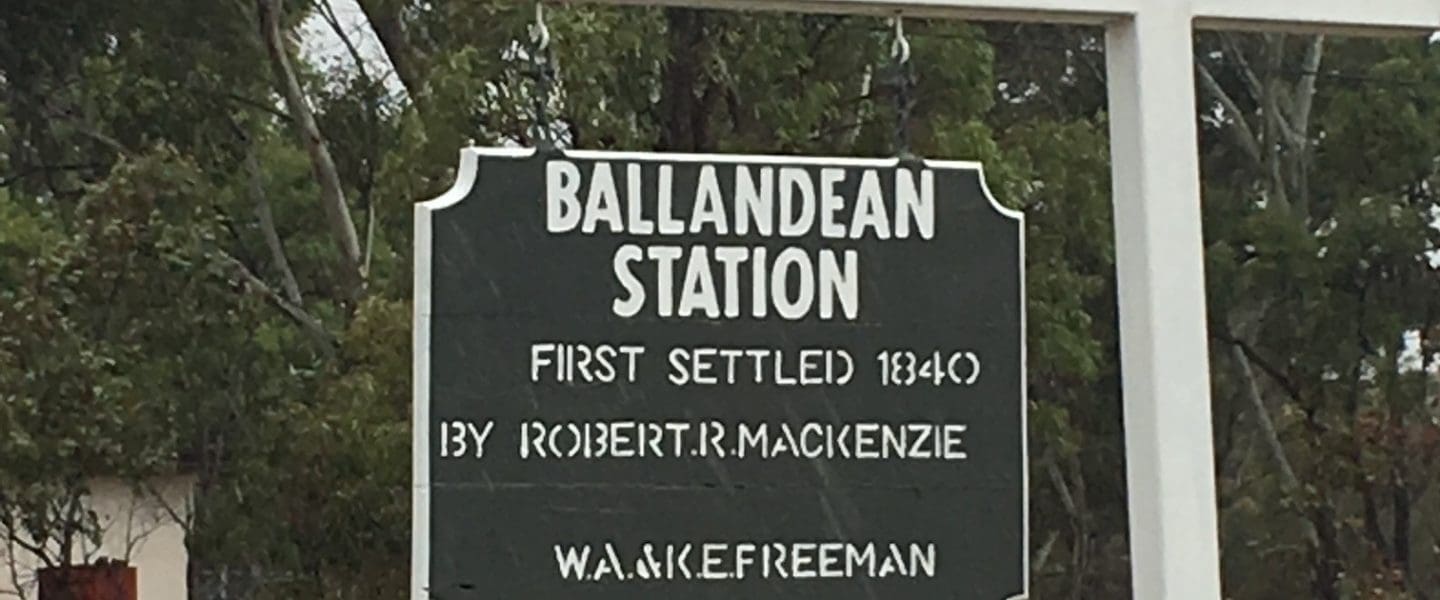 BALLANDEAN
STATION
FIRST SETTLED 1840
BY ROBERT.R.MACKENZIE
W.A.&K.E.FREEMAN